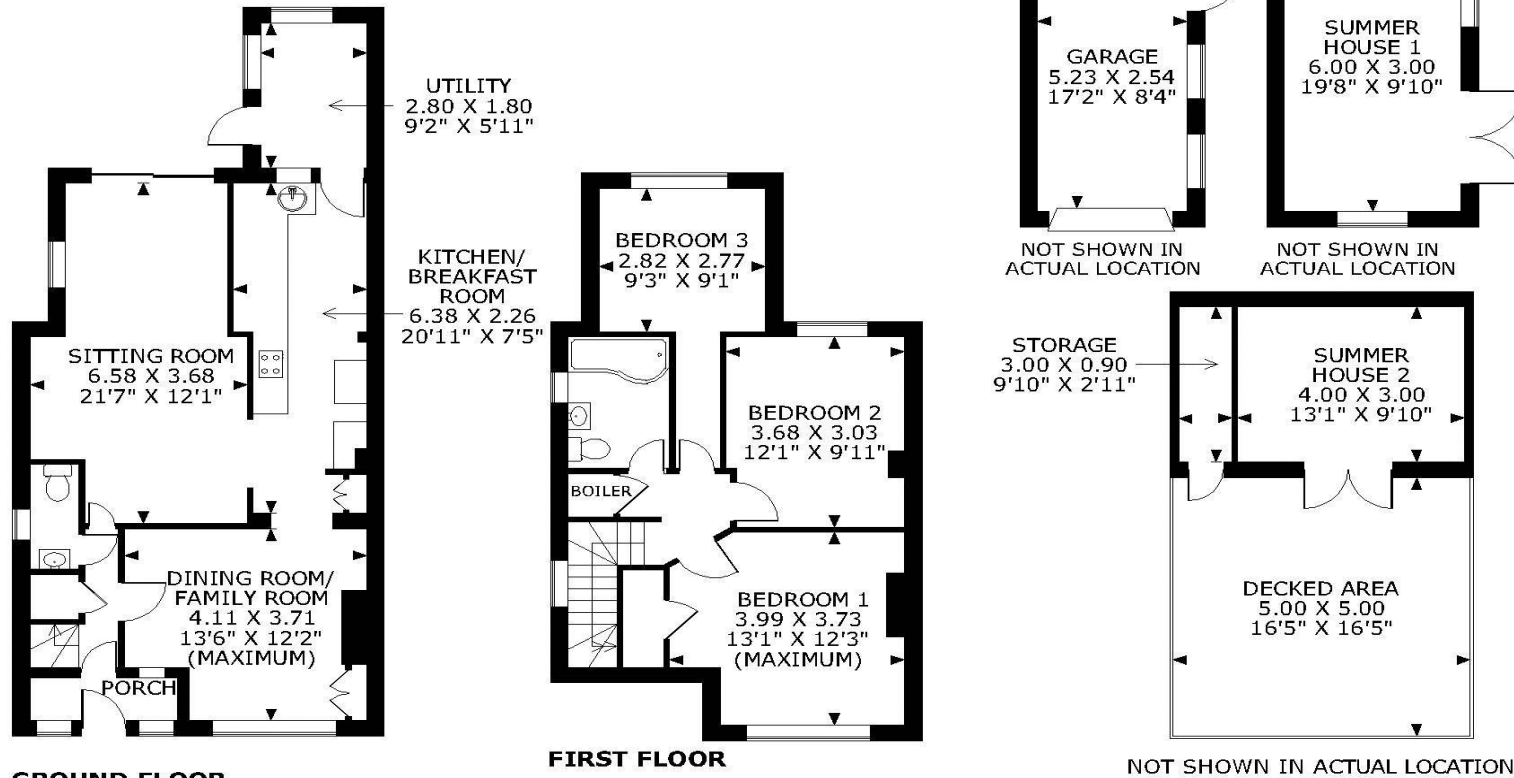 UTILITY
2.80 X 1.80
9'2" X 5'11"
KITCHEN/
BREAKFAST
ROOM
6.38 X 2.26
20'11" X 7'5"
SITTING ROOM
6.58 X 3.68
21'7" X 12'1"
DINING ROOM/
FAMILY ROOM
4.11 X 3.71
13'6" X 12'2"
(MAXIMUM)
PORCH
GROUND FLOOR
BEDROOM 3
2.82 X 2.77
9'3" X 9'1"
BEDROOM 2
3.68 X 3.03
12'1" X 9'11"
BOILER
BEDROOM 1
3.99 X 3.73
13'1" X 12'3"
(MAXIMUM)
FIRST FLOOR
GARAGE
5.23 X 2.54
17'2" X 8'4"
NOT SHOWN IN
ACTUAL LOCATION
SUMMER
HOUSE 1
6.00 X 3.00
19'8" X 9'10"
NOT SHOWN IN
ACTUAL LOCATION
STORAGE
3.00 X 0.90
9'10" X 2'11"
SUMMER
HOUSE 2
4.00 X 3.00
13'1" X 9'10"
DECKED AREA
5.00 X 5.00
16'5" X 16'5"
NOT SHOWN IN ACTUAL LOCATION